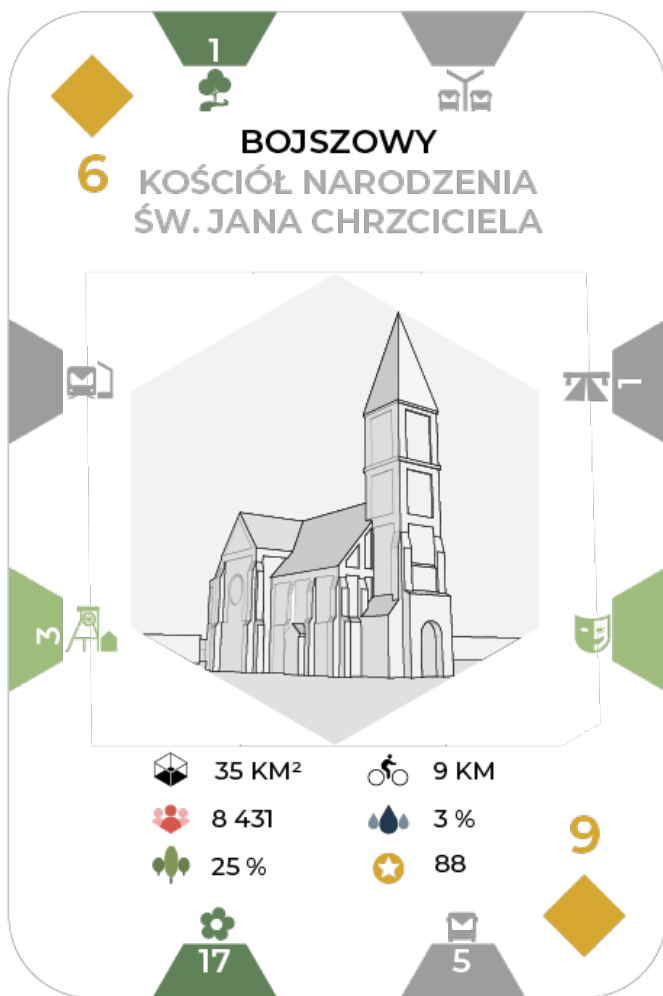 1
6
BOJSZOWY
KOŚCIÓŁ NARODZENIA
ŚW. JANA CHRZCICIELA
1
3
35 KM²
9 KM
8 431
3 %
25 %
88
9
17
5